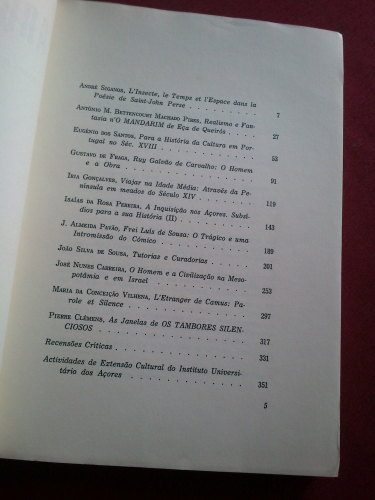 ANDRÉ SIGANOS, L'Insecte, le Temps et l'Espace dans la
Poésie de Saint-John Perse . . . . . . . 7
ANTÓNIO M. BETTENCOURT MACHADO PIRES, Realismo e Fan-
tasia n'O MANDARIM de Eça de Queirós . . . . . 27
EUGÉNIO DOS SANTOS, Para a História da Cultura em Por-
tugal no Séc. XVIII . . . . . . . . 53
GUSTAVO DE FRAGA, Ruy Galvão de Carvalho: O Homem
e a Obra . . . . . . . . . . 91
IRIA GONÇALVES, Viajar na Idade Média: Através da Pe-
nínsula em meados do Século XIV . . . . . 119
ISAÍAS DA ROSA PEREIRA, A Inquisição nos Açores. Subsí-
dios para a sua História (II) . . . . . . 143
J. ALMEIDA PAVÃO, Frei Luís de Sousa: O Trágico e uma
Intromissão do Cómico . . . . . . . 189
JOÃO SILVA DE SOUSA, Tutorias e Curadorias . . . . 201
JOSÉ NUNES CARREIRA, O Homem e a Civilização na Meso-
potâmia e em Israel . . . . . . . . 253
MARIA DA CONCEIÇÃO VILHENA, L'Etranger de Camus: Pa-
role et Silence . . . . . . . . . 297
PIERRE CLÉMENS, As Janelas de OS TAMBORES SILEN-
CIOSOS . . . . . . . . . . 317
Recensões Críticas . . . . . . . . . 331
Actividades de Extensão Cultural do Instituto Universi-
tário dos Açores . . . . . . . . . 351
5